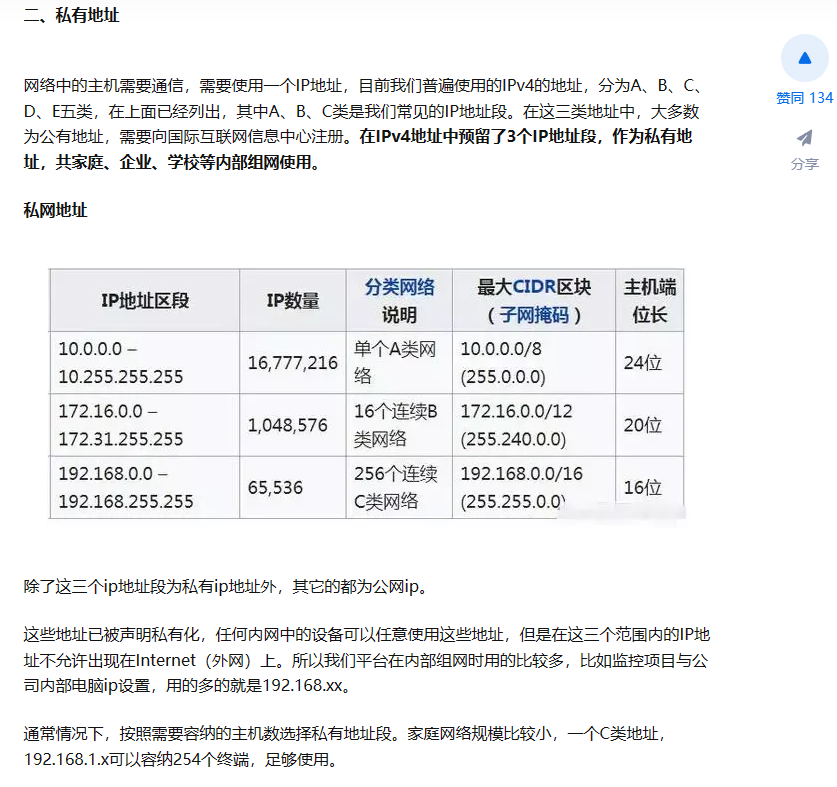 二、私有地址
网络中的主机需要通信，需要使用一个IP地址，目前我们普遍使用的IPv4的地址，分为A、B、C、
D、E五类，在上面已经列出，其中A、B、C类是我们常见的IP地址段。在这三类地址中，大多数
为公有地址，需要向国际互联网信息中心注册。在IPv4地址中预留了3个IP地址段，作为私有地
址，共家庭、企业、学校等内部组网使用。
赞同 134
分享
私网地址
IP地址区段 IP数量 分类网络说明 最大CIDR区块（子网掩码） 主机端位长
10.0.0.0 – 10.255.255.255 16,777,216 单个A类网络 10.0.0.0/8 (255.0.0.0) 24位
172.16.0.0 – 172.31.255.255 1,048,576 16个连续B类网络 172.16.0.0/12 (255.240.0.0) 20位
192.168.0.0 – 192.168.255.255 65,536 256个连续C类网络 192.168.0.0/16 (255.255.0.0) 16位
除了这三个ip地址段为私有ip地址外，其它的都为公网ip。
这些地址已被声明私有化，任何内网中的设备可以任意使用这些地址，但是在这三个范围内的IP地
址不允许出现在Internet（外网）上。所以我们平台在内部组网时用的比较多，比如监控项目与公
司内部电脑ip设置，用的多的就是192.168.xx。
通常情况下，按照需要容纳的主机数选择私有地址段。家庭网络规模比较小，一个C类地址，
192.168.1.x可以容纳254个终端，足够使用。